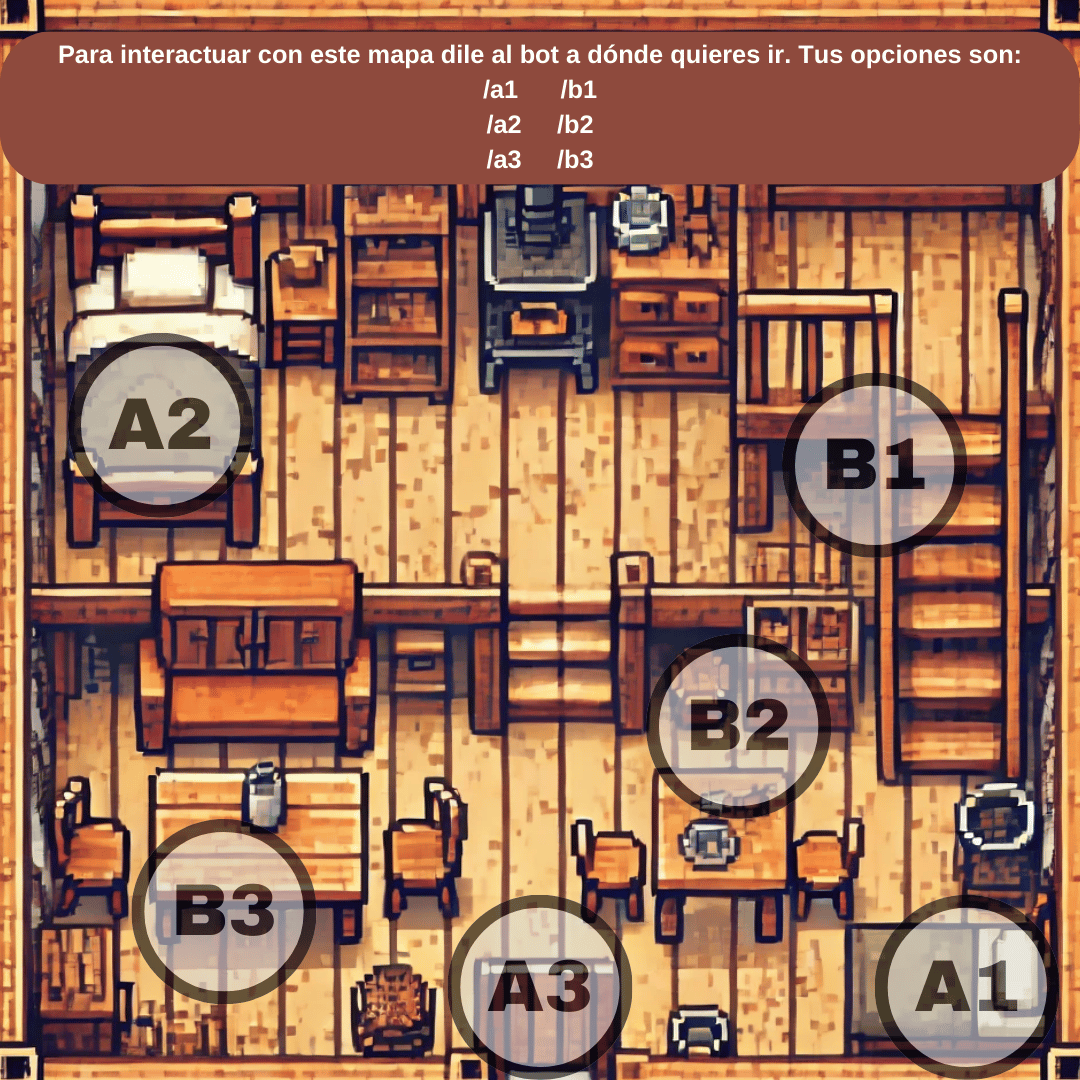 Para interactuar con este mapa dile al bot a dónde quieres ir. Tus opciones son:
/a1 /b1
/a2 /b2
/a3 /b3
A2
B1
B2
B3
A3
A1